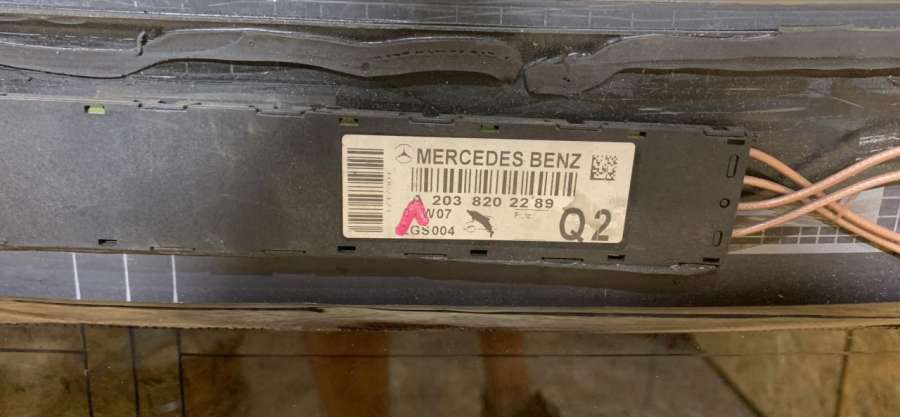 MERCEDES BENZ
A 203 820 22 89
W07
GS004
Q2